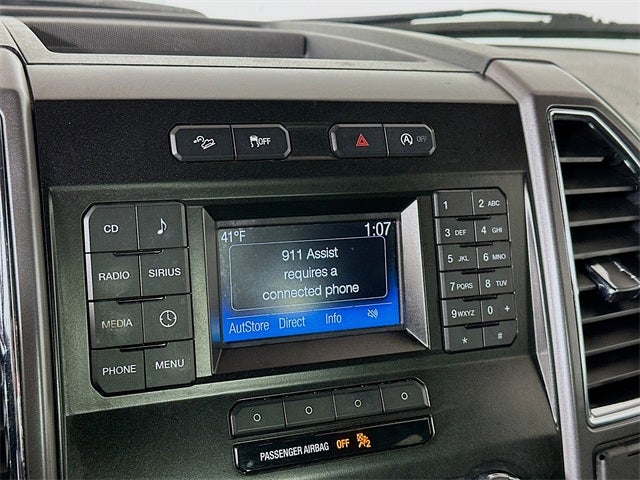 OFF
A OFF
CD
RADIO SIRIUS
MEDIA
PHONE MENU
41°F 1:07
911 Assist
requires a
connected phone
AutStore Direct Info
1 2 ABC
3 DEF 4 GHI
5 JKL 6 MNO
7 PQRS 8 TUV
9 WXYZ 0 +
* #
PASSENGER AIRBAG OFF 2